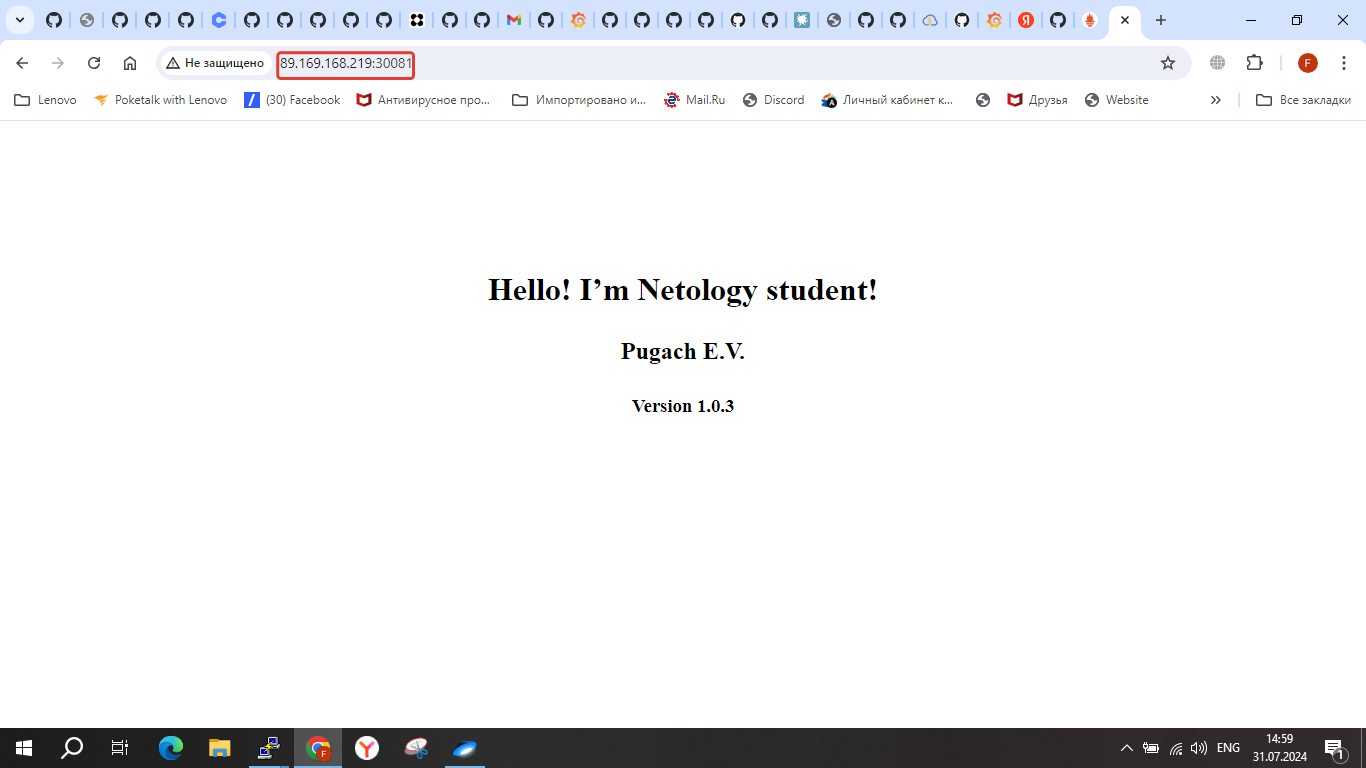 Не защищено
89.169.168.219:30081
Lenovo
Poketalk with Lenovo
(30) Facebook
Антивирусное про...
Импортировано и...
Mail.Ru
Discord
Личный кабинет к...
Друзья
Website
Все закладки
Hello! I’m Netology student!
Pugach E.V.
Version 1.0.3
ENG
14:59
31.07.2024
1